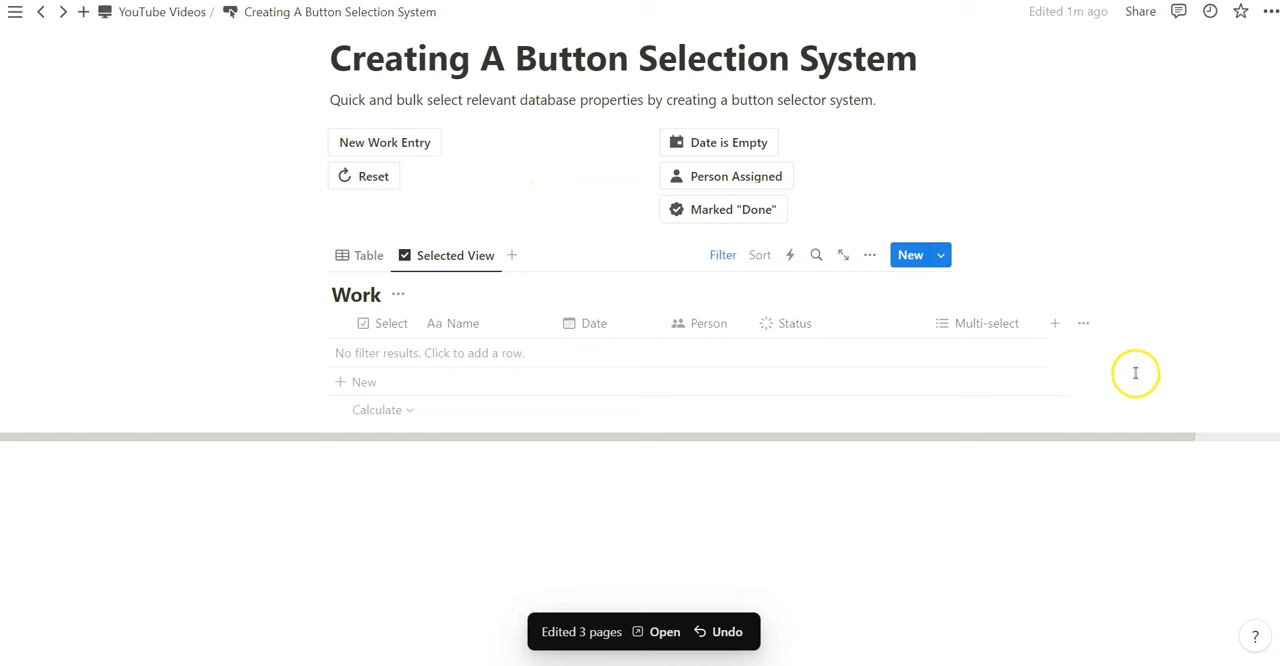 YouTube Videos / Creating A Button Selection System
Edited 1m ago Share
Creating A Button Selection System
Quick and bulk select relevant database properties by creating a button selector system.
New Work Entry
Reset
Date is Empty
Person Assigned
Marked "Done"
Table Selected View
Filter Sort New
Work
Select Aa Name Date Person Status Multi-select
No filter results. Click to add a row.
New
Calculate
Edited 3 pages Open Undo
?